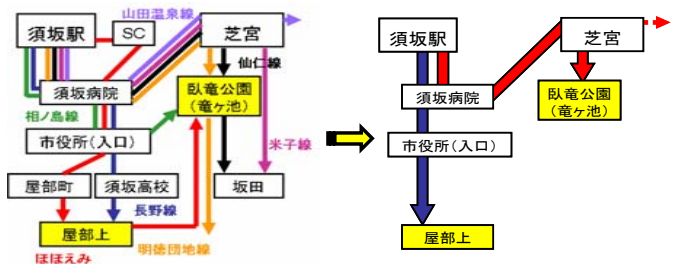 山田温泉線
須坂駅
SC
芝宮
仙仁線
須坂病院
臥竜公園
(竜ヶ池)
相ノ島線
市役所(入口)
米子線
屋部町
須坂高校
坂田
長野線
屋部上
明徳団地線
ほほえみ
須坂駅
芝宮
須坂病院
臥竜公園
(竜ヶ池)
市役所(入口)
屋部上